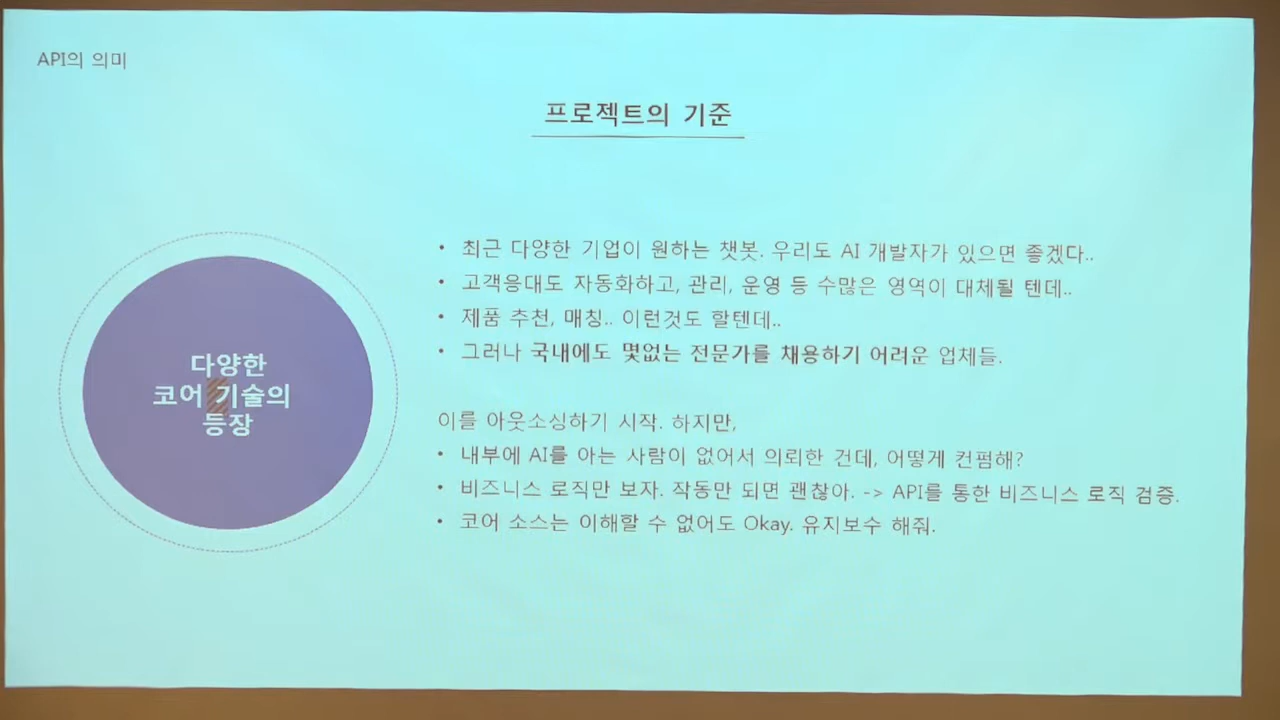 API의 의미
프로젝트의 기준
다양한
코어 기술의
등장
• 최근 다양한 기업이 원하는 챗봇. 우리도 AI 개발자가 있으면 좋겠다..
• 고객응대도 자동화하고, 관리, 운영 등 수많은 영역이 대체될 텐데..
• 제품 추천, 매칭.. 이런것도 할텐데..
• 그러나 국내에도 몇없는 전문가를 채용하기 어려운 업체들.
이를 아웃소싱하기 시작. 하지만,
• 내부에 AI를 아는 사람이 없어서 의뢰한 건데, 어떻게 컨펌해?
• 비즈니스 로직만 보자. 작동만 되면 괜찮아. -> API를 통한 비즈니스 로직 검증.
• 코어 소스는 이해할 수 없어도 Okay. 유지보수 해줘.